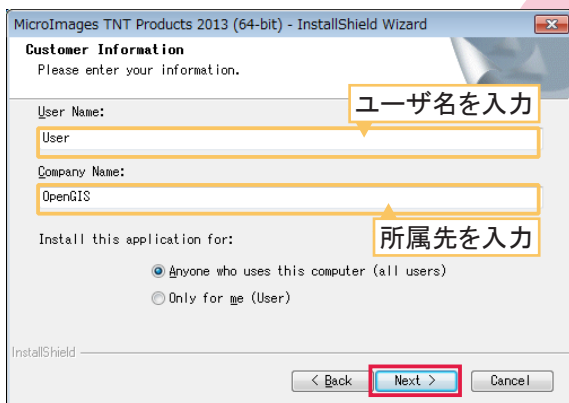 MicroImages TNT Products 2013 (64-bit) - InstallShield Wizard
Customer Information
Please enter your information.
User Name:
ユーザ名を入力
User
Company Name:
OpenGIS
所属先を入力
Install this application for:
Anyone who uses this computer (all users)
Only for me (User)
InstallShield
< Back
Next >
Cancel